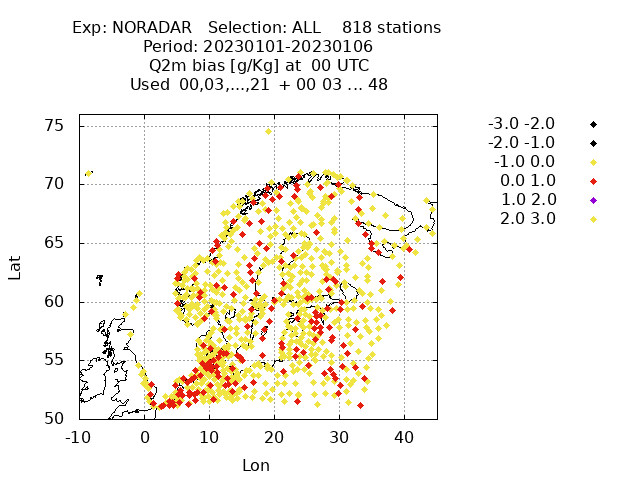 Exp: NORADAR   Selection: ALL    818 stations
Period: 20230101-20230106
Q2m bias [g/Kg] at  00 UTC
Used  00,03,...,21  + 00 03 ... 48
-3.0 -2.0
-2.0 -1.0
-1.0 0.0
0.0 1.0
1.0 2.0
2.0 3.0
75
70
65
60
55
50
Lat
-10 0 10 20 30 40
Lon